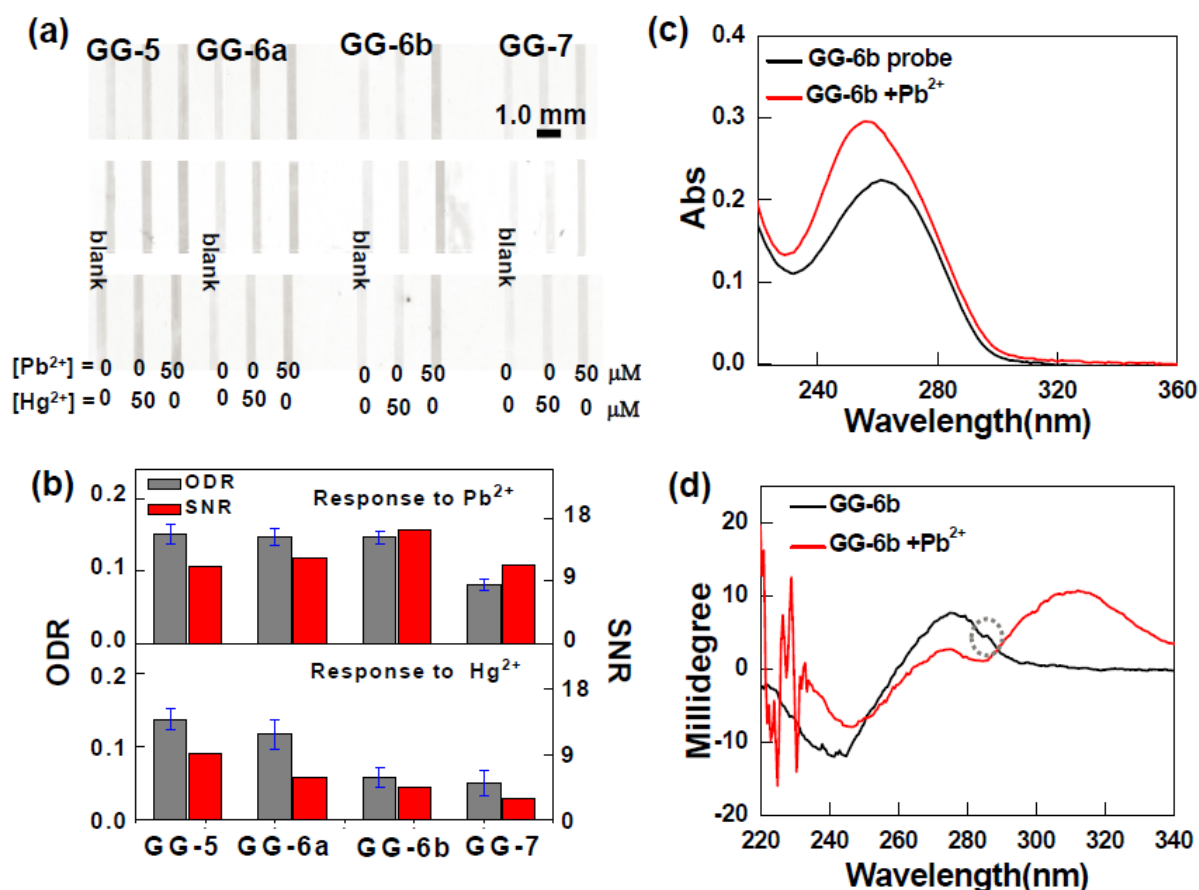 (a)
GG-5 GG-6a GG-6b GG-7
1.0 mm
blank blank blank blank
[Pb²⁺] = 0 0 50 0 0 50 0 0 50 0 0 50 μM
[Hg²⁺] = 0 50 0 0 50 0 0 50 0 0 50 0 μM
(b)
ODR
SNR
Response to Pb²⁺
0.2
0.1
0.0
18
9
0
Response to Hg²⁺
0.2
0.1
0.0
18
9
0
ODR
SNR
GG-5 GG-6a GG-6b GG-7
(c)
GG-6b probe
GG-6b +Pb²⁺
Abs
0.4
0.3
0.2
0.1
0.0
240 280 320 360
Wavelength(nm)
(d)
GG-6b
GG-6b +Pb²⁺
Millidegree
20
10
0
-10
-20
220 240 260 280 300 320 340
Wavelength(nm)